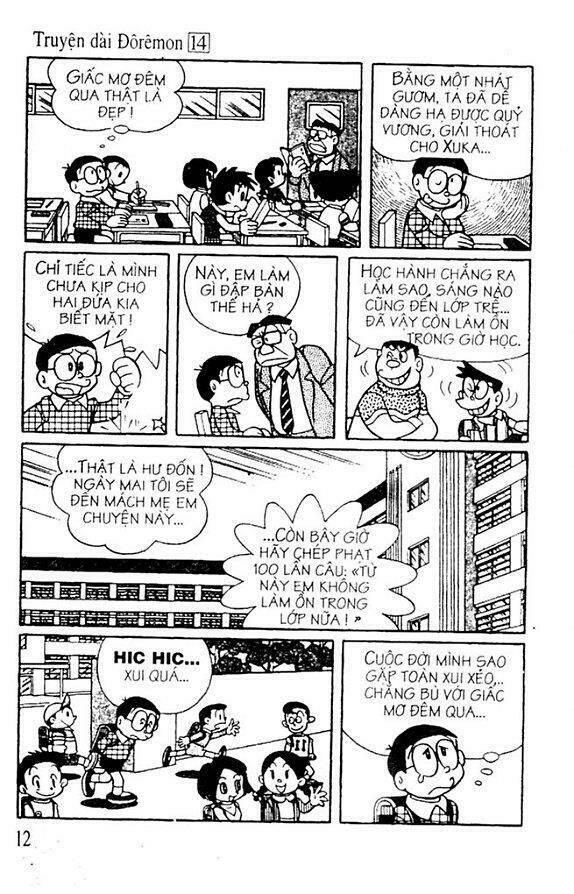 Truyện dài Đôrêmon 14
GIẤC MƠ ĐÊM
QUA THẬT LÀ
ĐẸP !
BẰNG MỘT NHÁT
GƯƠM, TA ĐÃ DỄ
DÀNG HẠ ĐƯỢC QUỶ
VƯƠNG, GIẢI THOÁT
CHO XUKA...
CHỈ TIẾC LÀ MÌNH
CHƯA KỊP CHO
HAI ĐỨA KIA
BIẾT MẶT !
NÀY, EM LÀM
GÌ ĐẬP BÀN
THẾ HẢ ?
HỌC HÀNH CHẲNG RA
LÀM SAO, SÁNG NÀO
CŨNG ĐẾN LỚP TRỄ...
ĐÃ VẬY CÒN LÀM ỒN
TRONG GIỜ HỌC.
...THẬT LÀ HƯ ĐỐN !
NGÀY MAI TÔI SẼ
ĐẾN MÁCH MẸ EM
CHUYỆN NÀY...
...CÒN BÂY GIỜ
HÃY CHÉP PHẠT
100 LẦN CÂU: «TỪ
NÀY EM KHÔNG
LÀM ỒN TRONG
LỚP NỮA ! »
HIC HIC...
XUI QUÁ...
CUỘC ĐỜI MÌNH SAO
GẶP TOÀN XUI XẺO...
CHẲNG BÙ VỚI GIẤC
MƠ ĐÊM QUA...
12